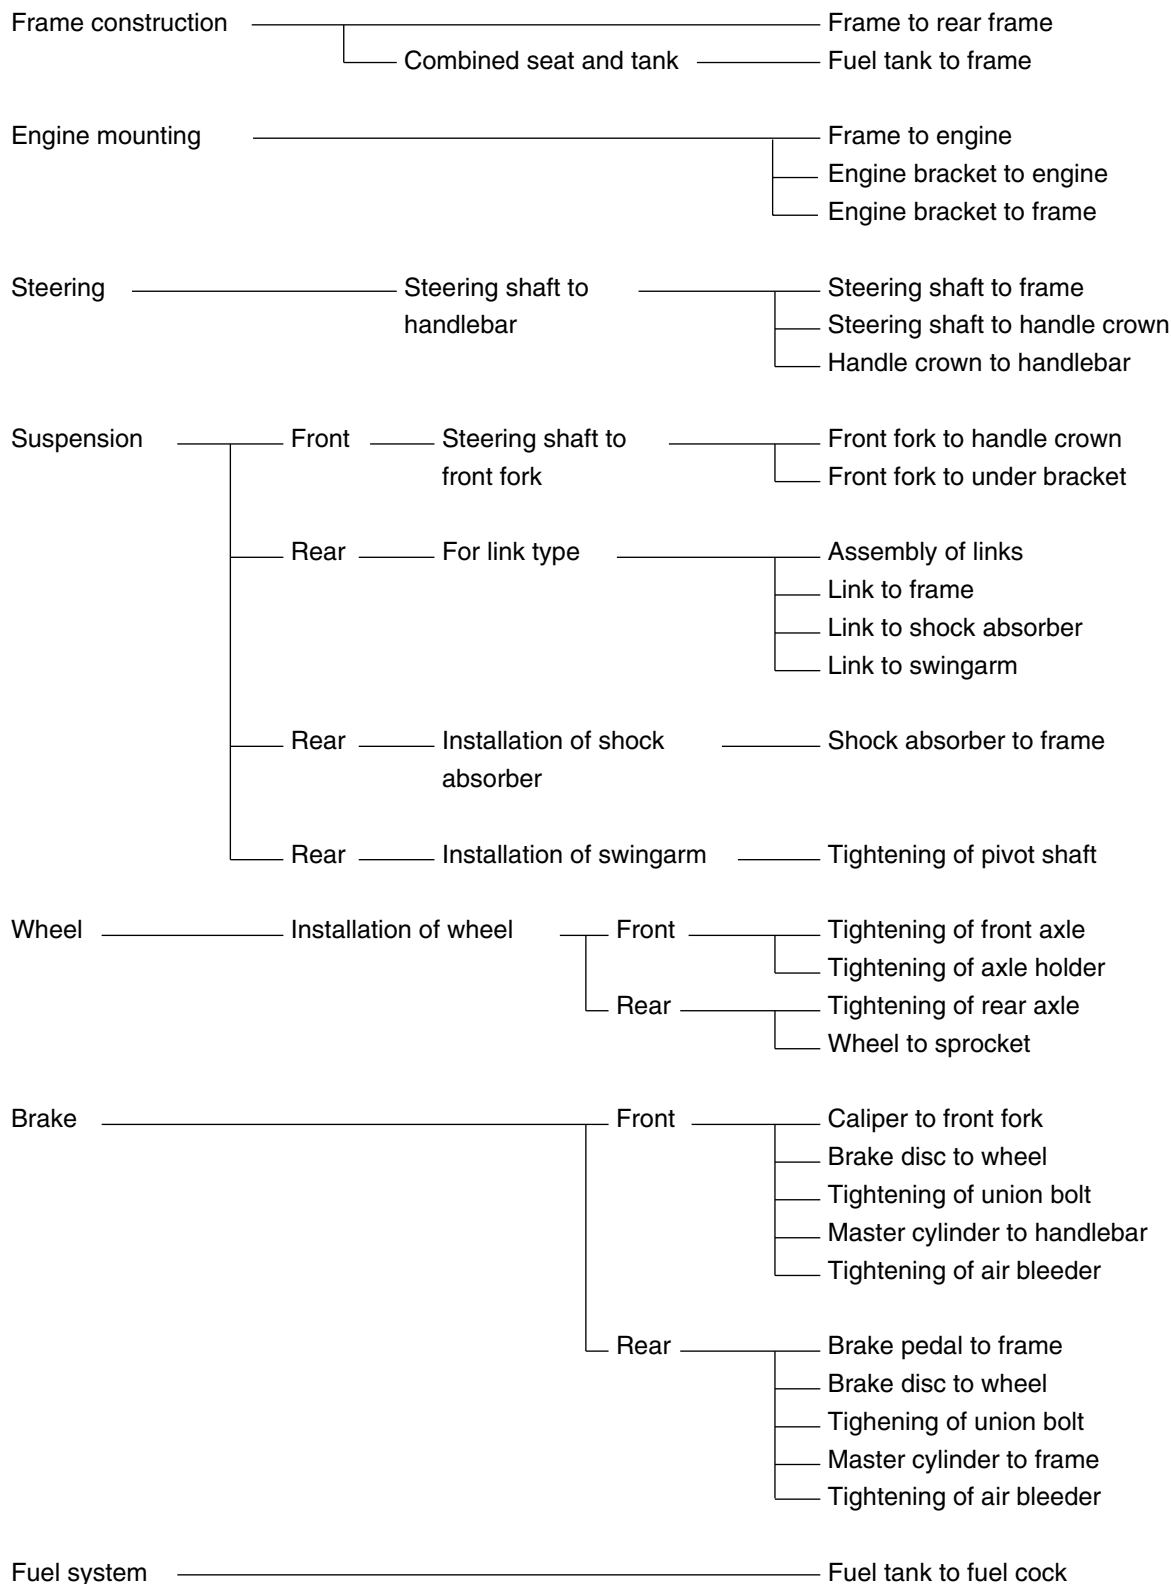 Frame construction Frame to rear frame
Combined seat and tank Fuel tank to frame
Engine mounting Frame to engine
Engine bracket to engine
Engine bracket to frame
Steering Steering shaft to handlebar Steering shaft to frame
Steering shaft to handle crown
Handle crown to handlebar
Suspension Front Steering shaft to front fork Front fork to handle crown
Front fork to under bracket
Rear For link type Assembly of links
Link to frame
Link to shock absorber
Link to swingarm
Rear Installation of shock absorber Shock absorber to frame
Rear Installation of swingarm Tightening of pivot shaft
Wheel Installation of wheel Front Tightening of front axle
Tightening of axle holder
Rear Tightening of rear axle
Wheel to sprocket
Brake Front Caliper to front fork
Brake disc to wheel
Tightening of union bolt
Master cylinder to handlebar
Tightening of air bleeder
Rear Brake pedal to frame
Brake disc to wheel
Tighening of union bolt
Master cylinder to frame
Tightening of air bleeder
Fuel system Fuel tank to fuel cock